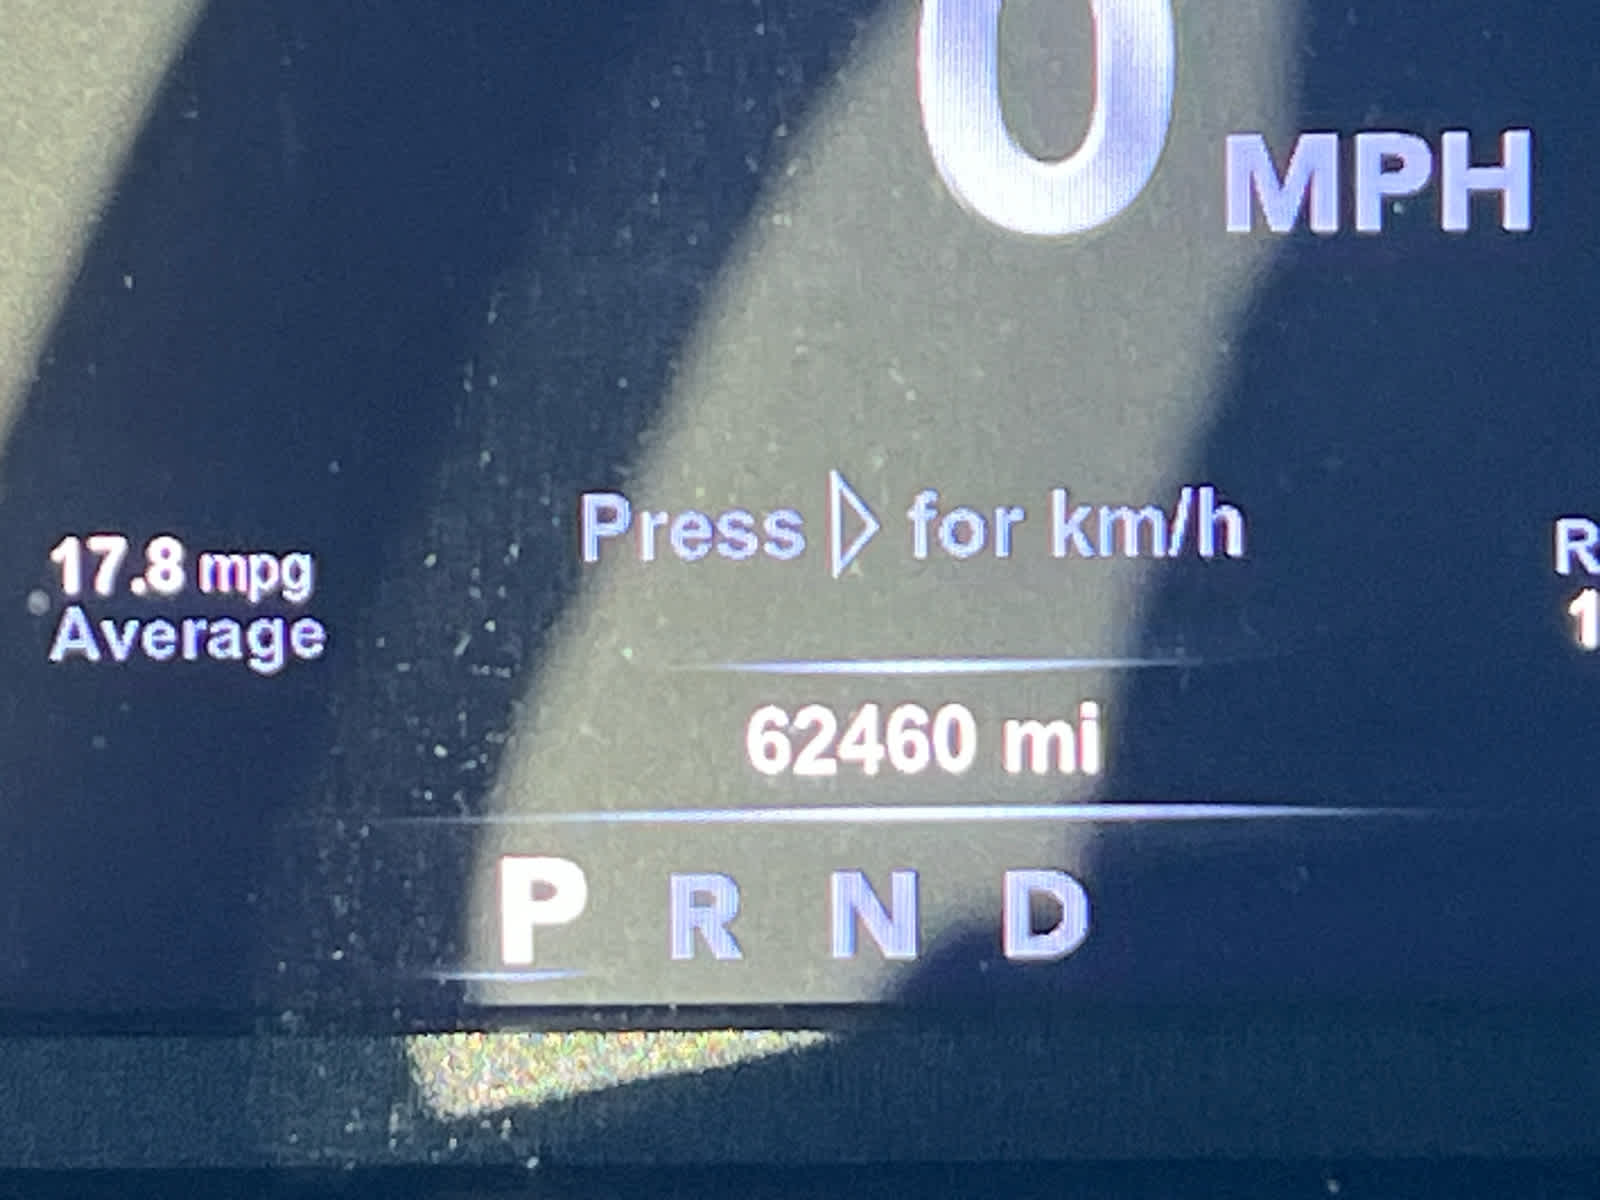 0 MPH
Press ▷ for km/h
17.8 mpg
Average
62460 mi
P R N D